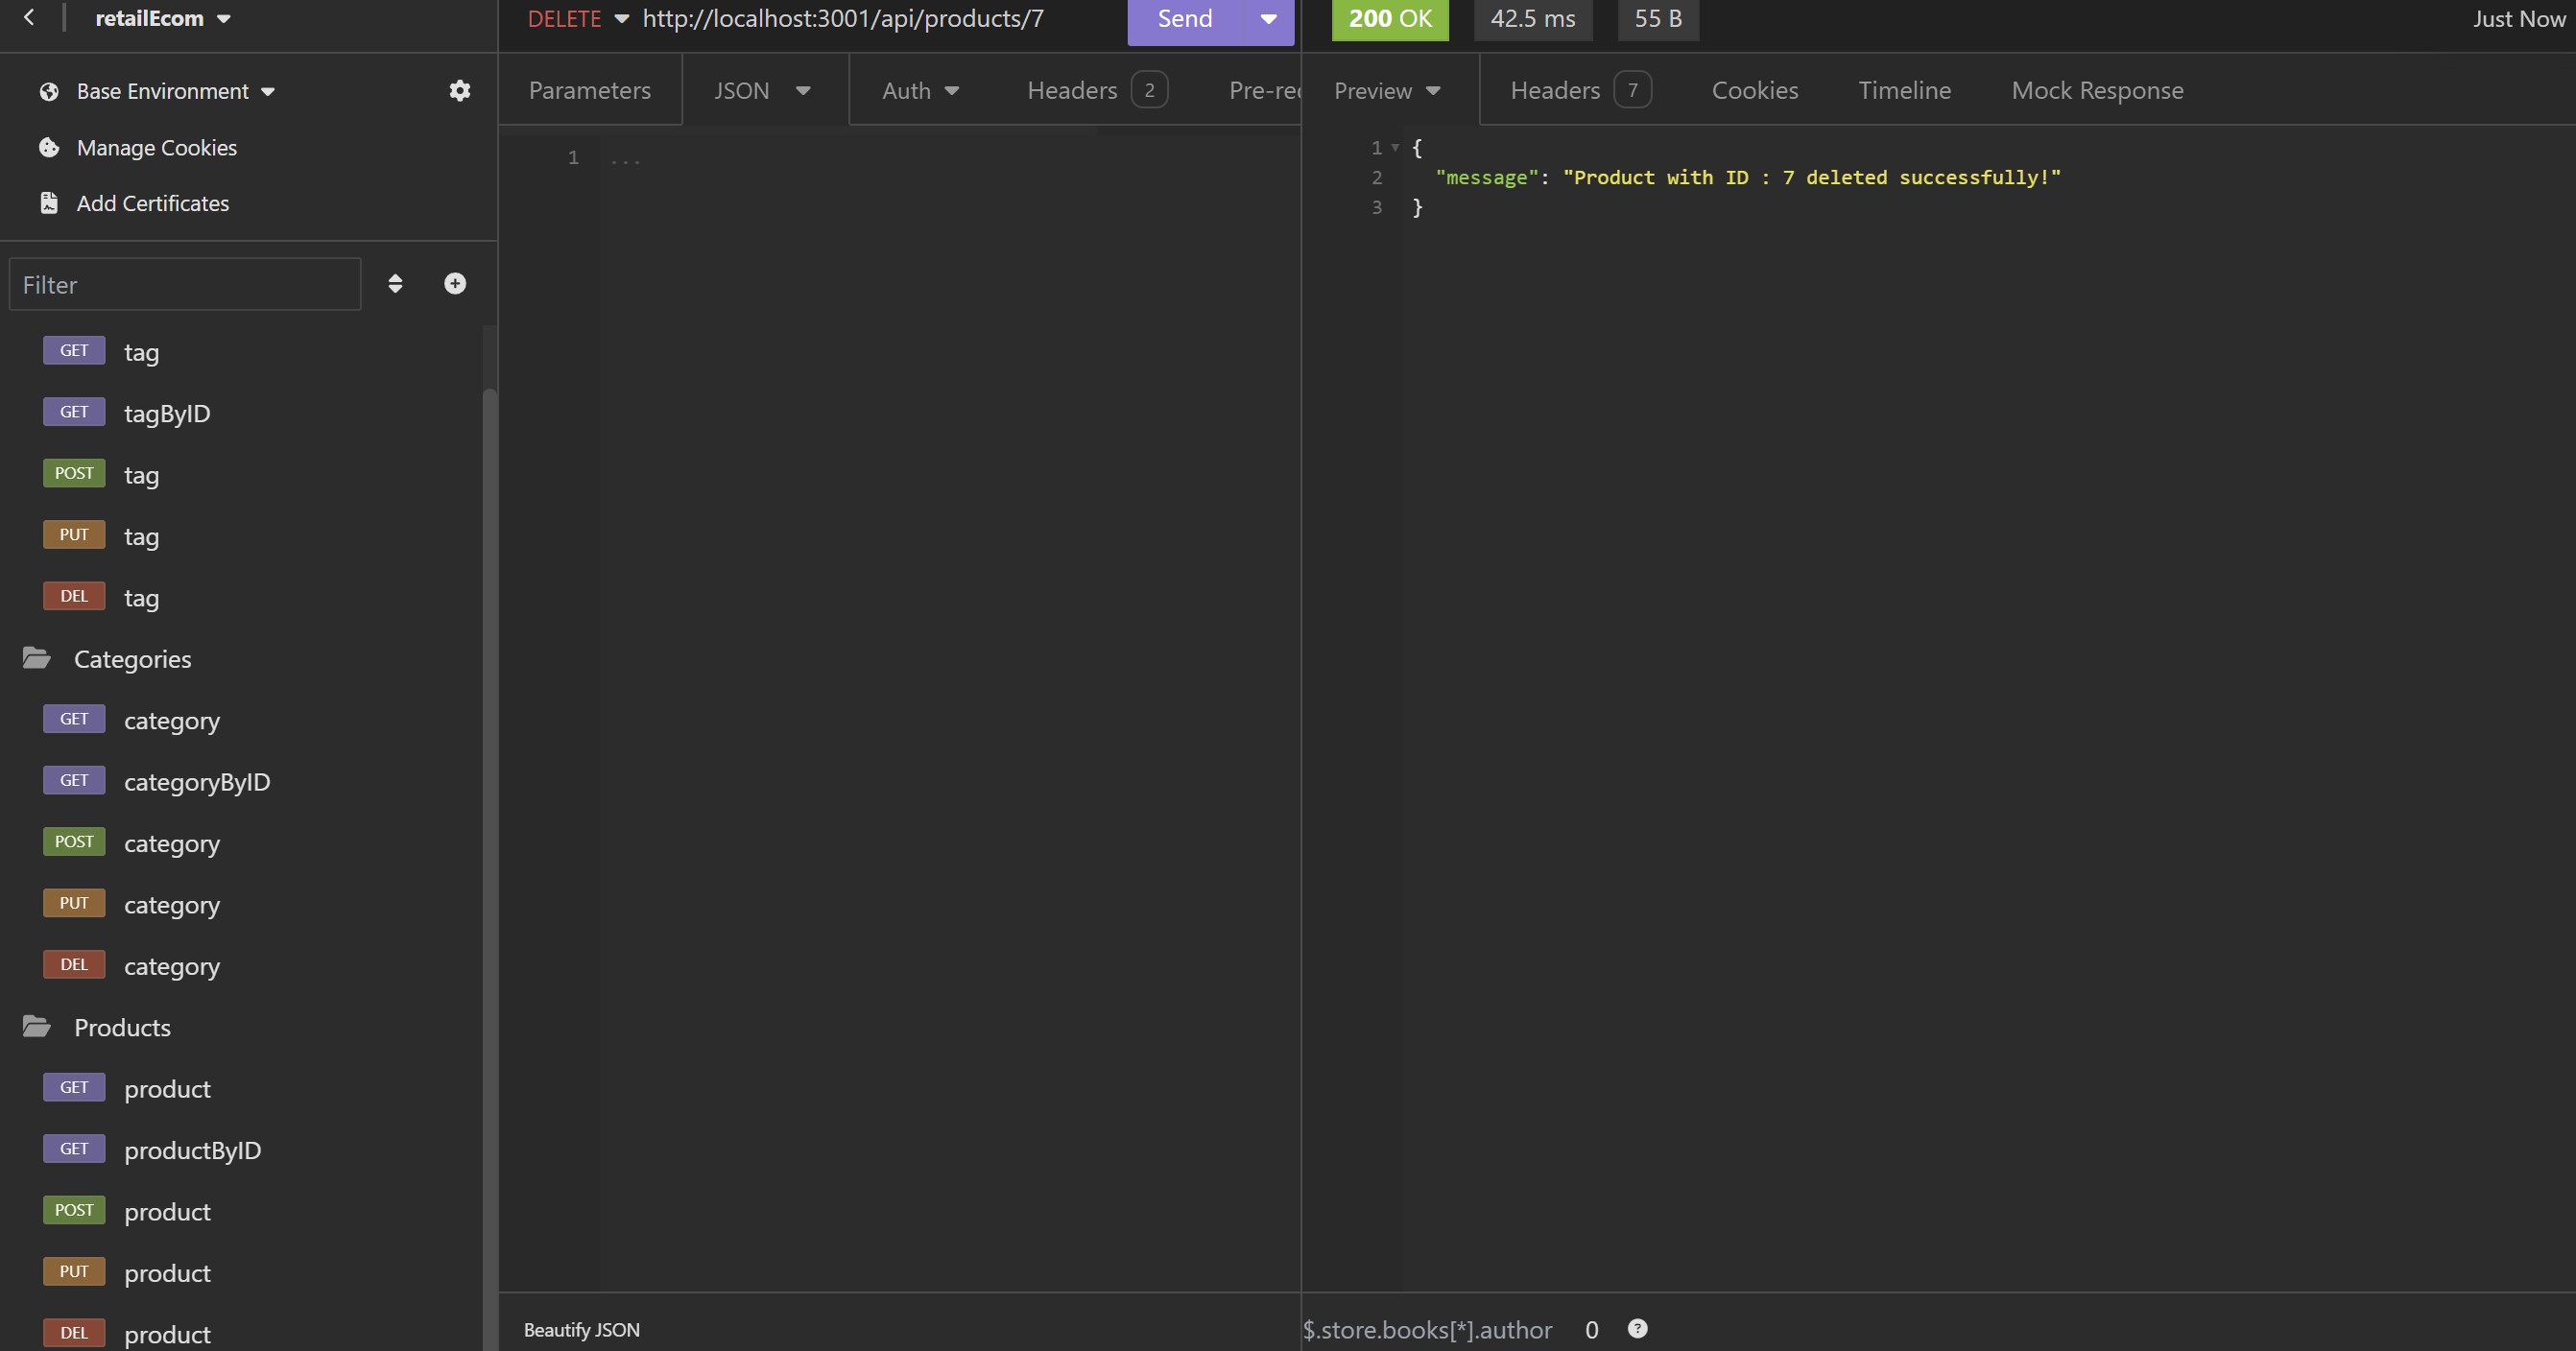 retailEcom
Base Environment
Manage Cookies
Add Certificates
Filter
GET tag
GET tagByID
POST tag
PUT tag
DEL tag
Categories
GET category
GET categoryByID
POST category
PUT category
DEL category
Products
GET product
GET productByID
POST product
PUT product
DEL product
DELETE http://localhost:3001/api/products/7 Send
Parameters JSON Auth Headers 2 Pre-rec
1 ...
Beautify JSON
200 OK 42.5 ms 55 B Just Now
Preview Headers 7 Cookies Timeline Mock Response
1 {
2 "message": "Product with ID : 7 deleted successfully!"
3 }
$.store.books[*].author 0 ?